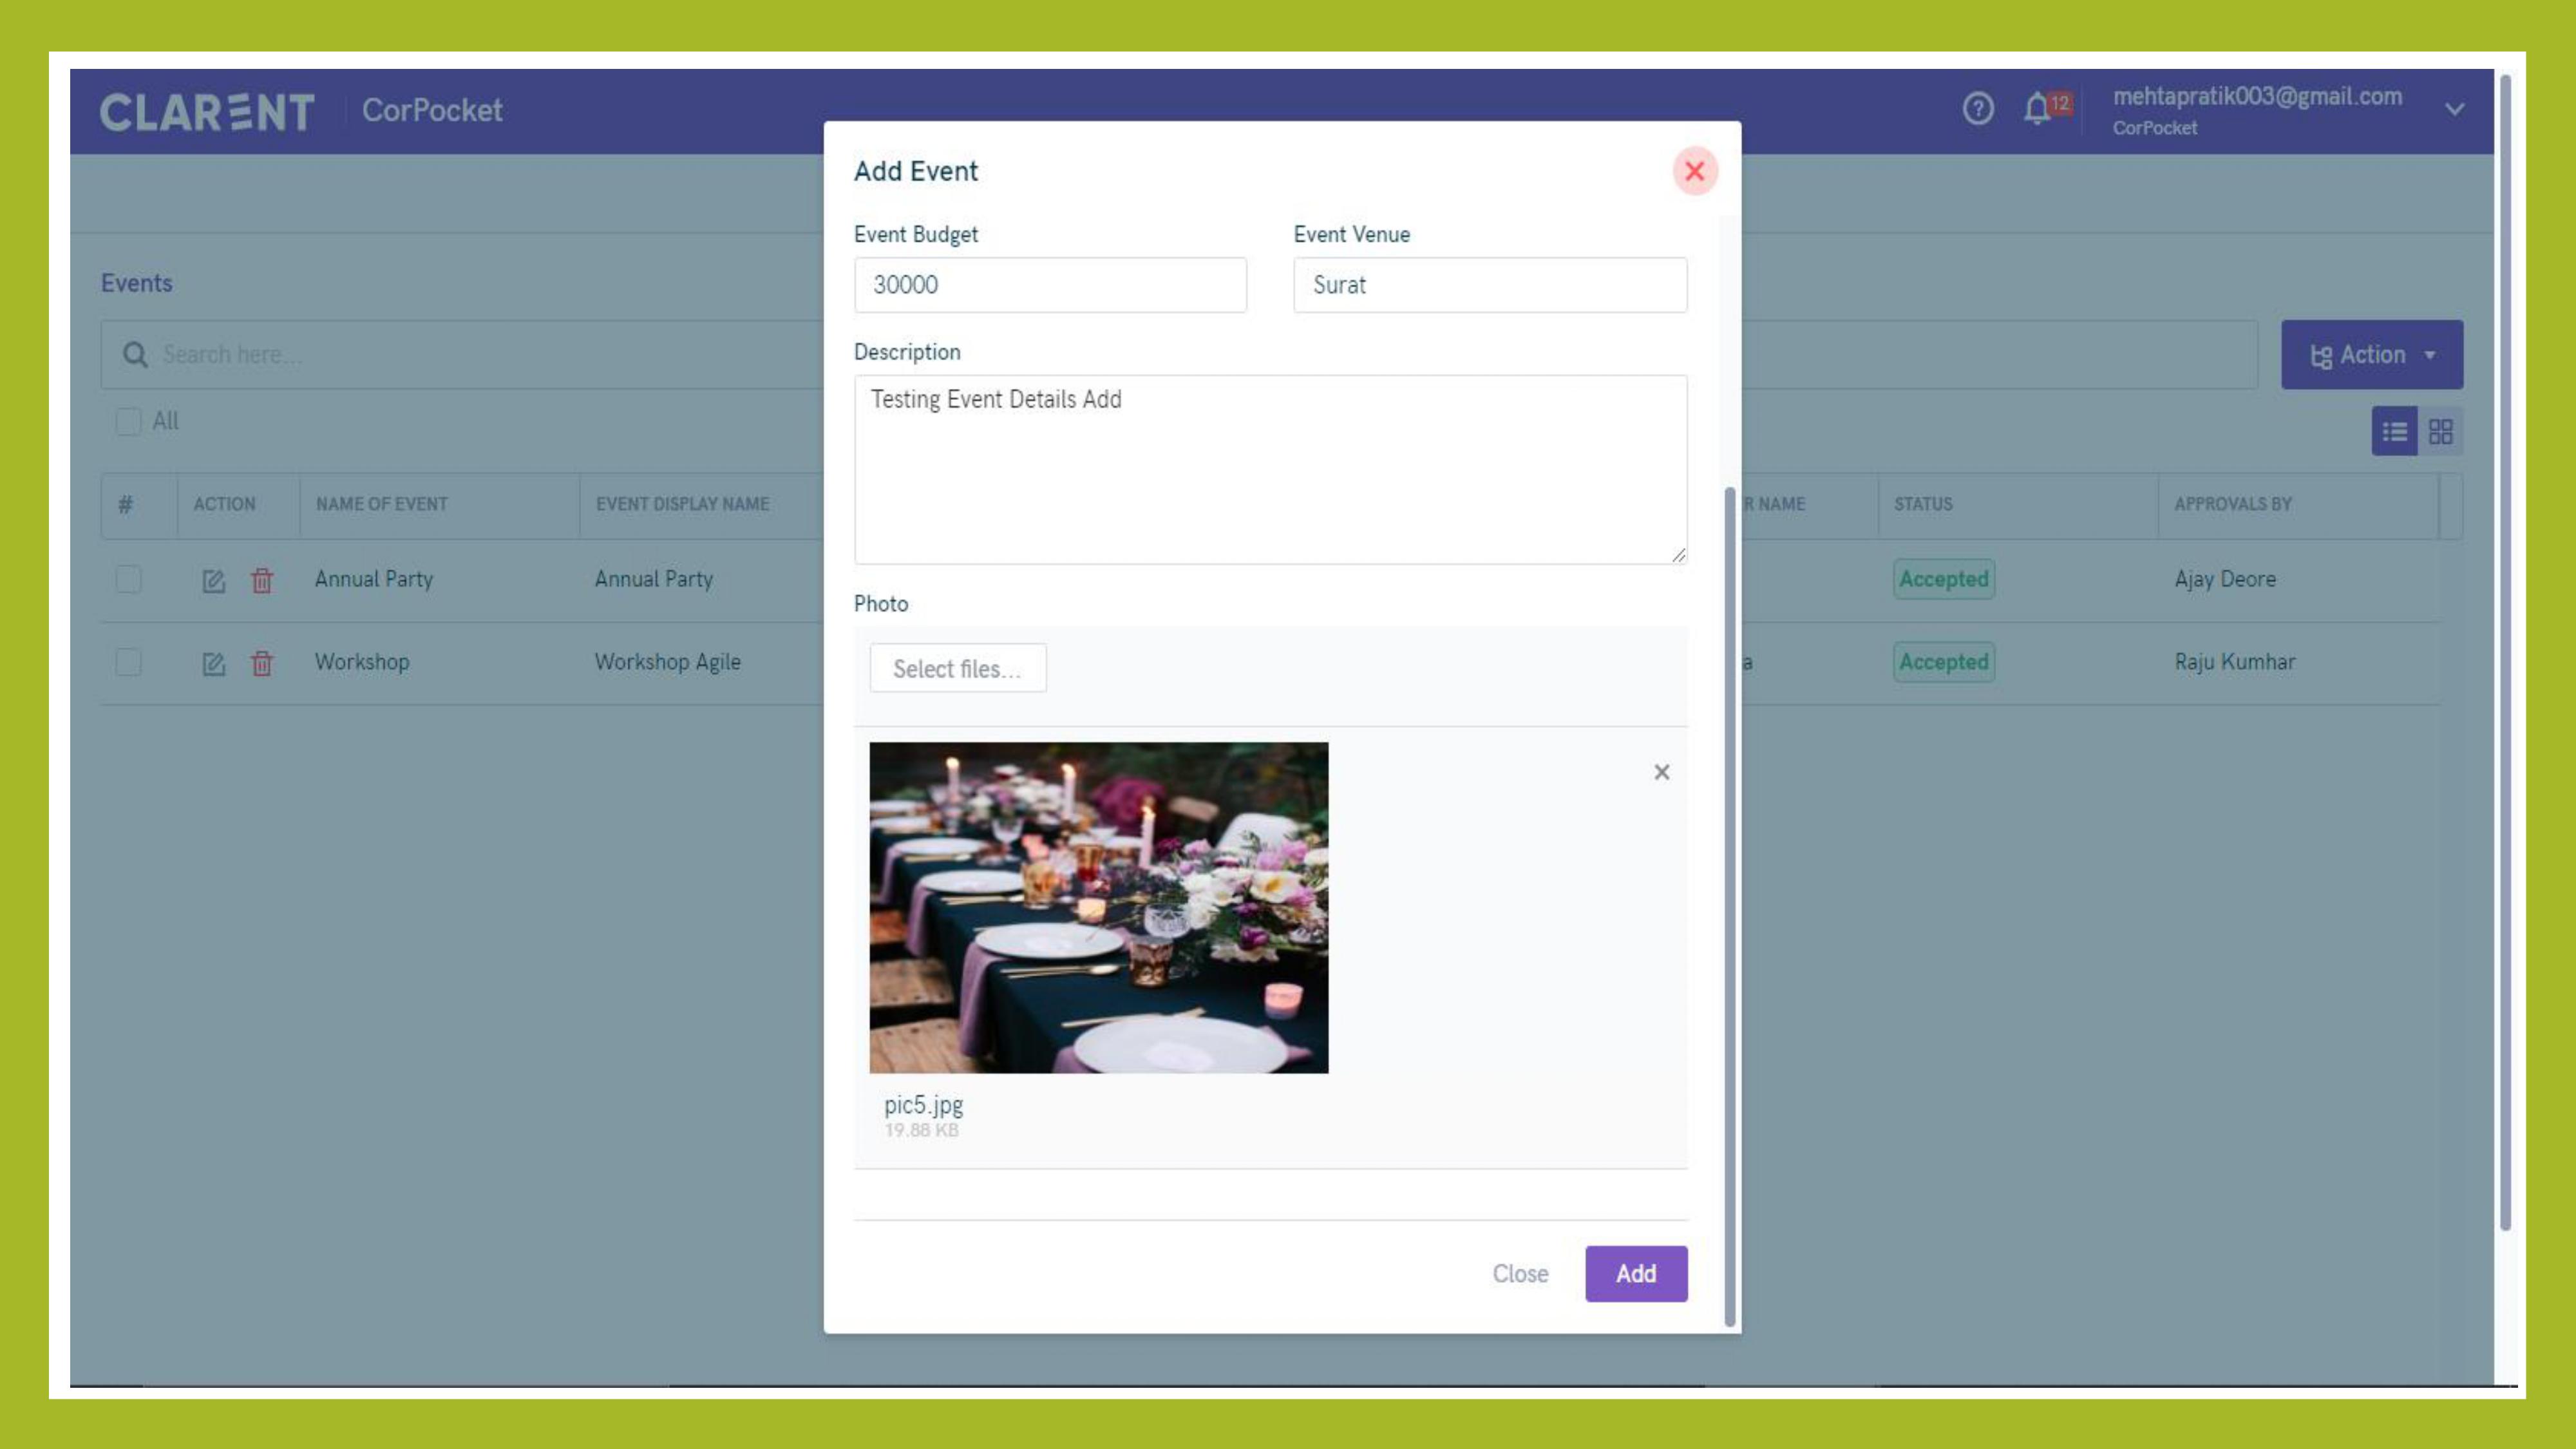 CLARENT CorPocket
12
mehtapratik003@gmail.com
CorPocket
Add Event
Event Budget Event Venue
30000 Surat
Events
Search here...
Action
Description
Testing Event Details Add
All
# ACTION NAME OF EVENT EVENT DISPLAY NAME R NAME STATUS APPROVALS BY
Annual Party Annual Party Accepted Ajay Deore
Workshop Workshop Agile a Accepted Raju Kumhar
Photo
Select files...
pic5.jpg
19.88 KB
Close Add